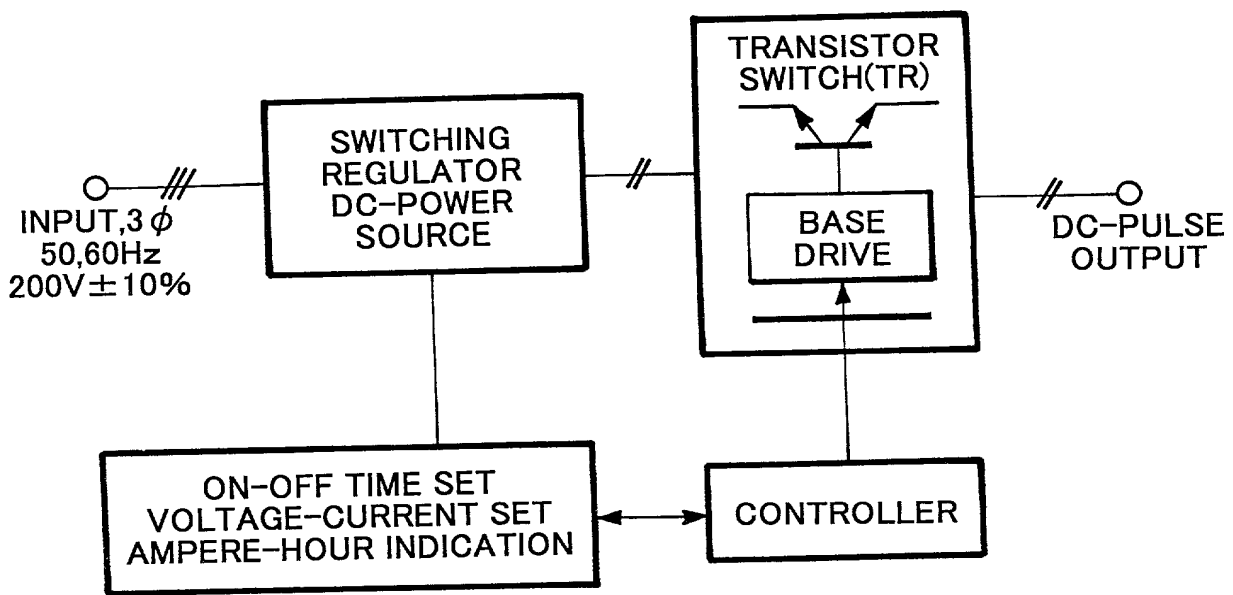 TRANSISTOR
SWITCH(TR)
SWITCHING
REGULATOR
DC-POWER
SOURCE
INPUT,3φ
50,60Hz
200V±10%
BASE
DRIVE
DC-PULSE
OUTPUT
ON-OFF TIME SET
VOLTAGE-CURRENT SET
AMPERE-HOUR INDICATION
CONTROLLER